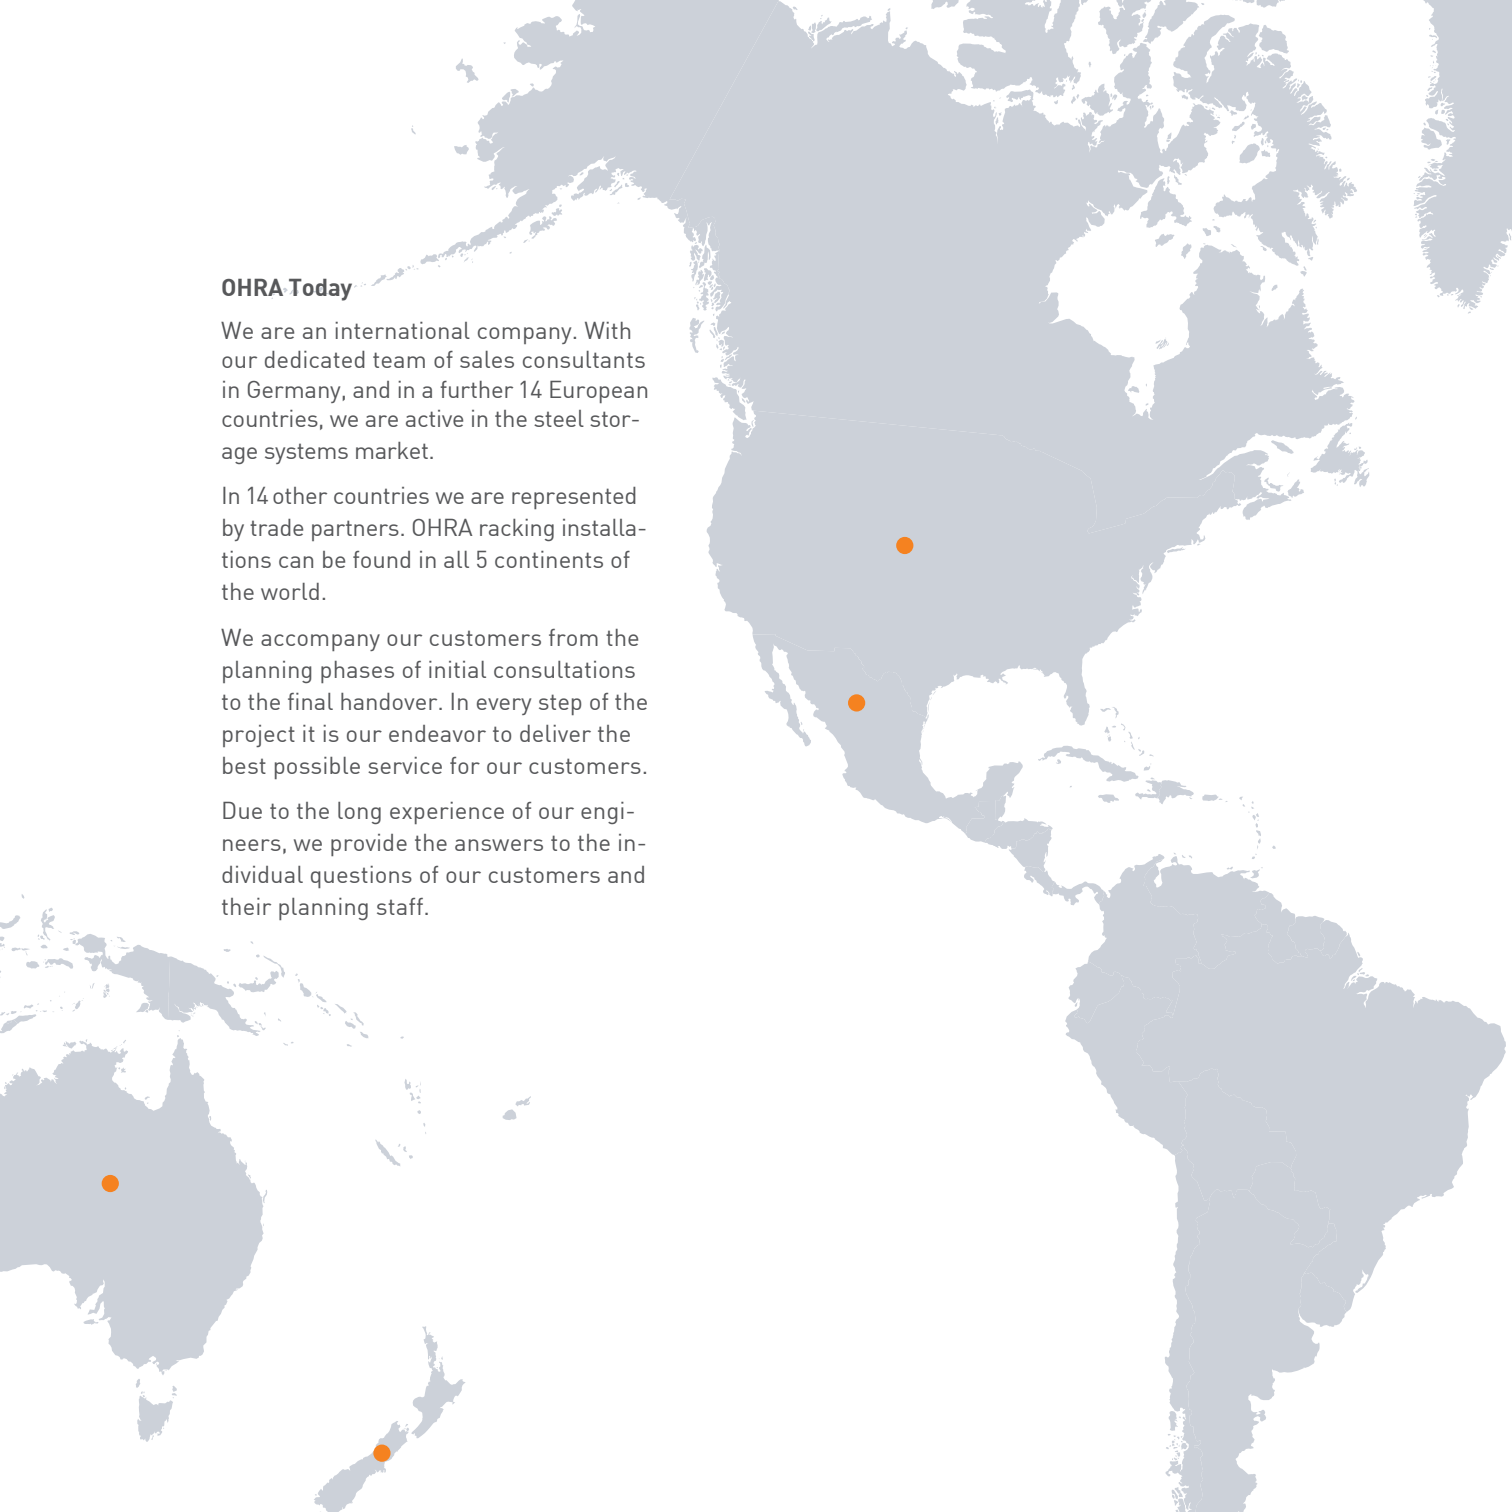 OHRA Today
We are an international company. With
our dedicated team of sales consultants
in Germany, and in a further 14 European
countries, we are active in the steel stor-
age systems market.
In 14 other countries we are represented
by trade partners. OHRA racking installa-
tions can be found in all 5 continents of
the world.
We accompany our customers from the
planning phases of initial consultations
to the final handover. In every step of the
project it is our endeavor to deliver the
best possible service for our customers.
Due to the long experience of our engi-
neers, we provide the answers to the in-
dividual questions of our customers and
their planning staff.